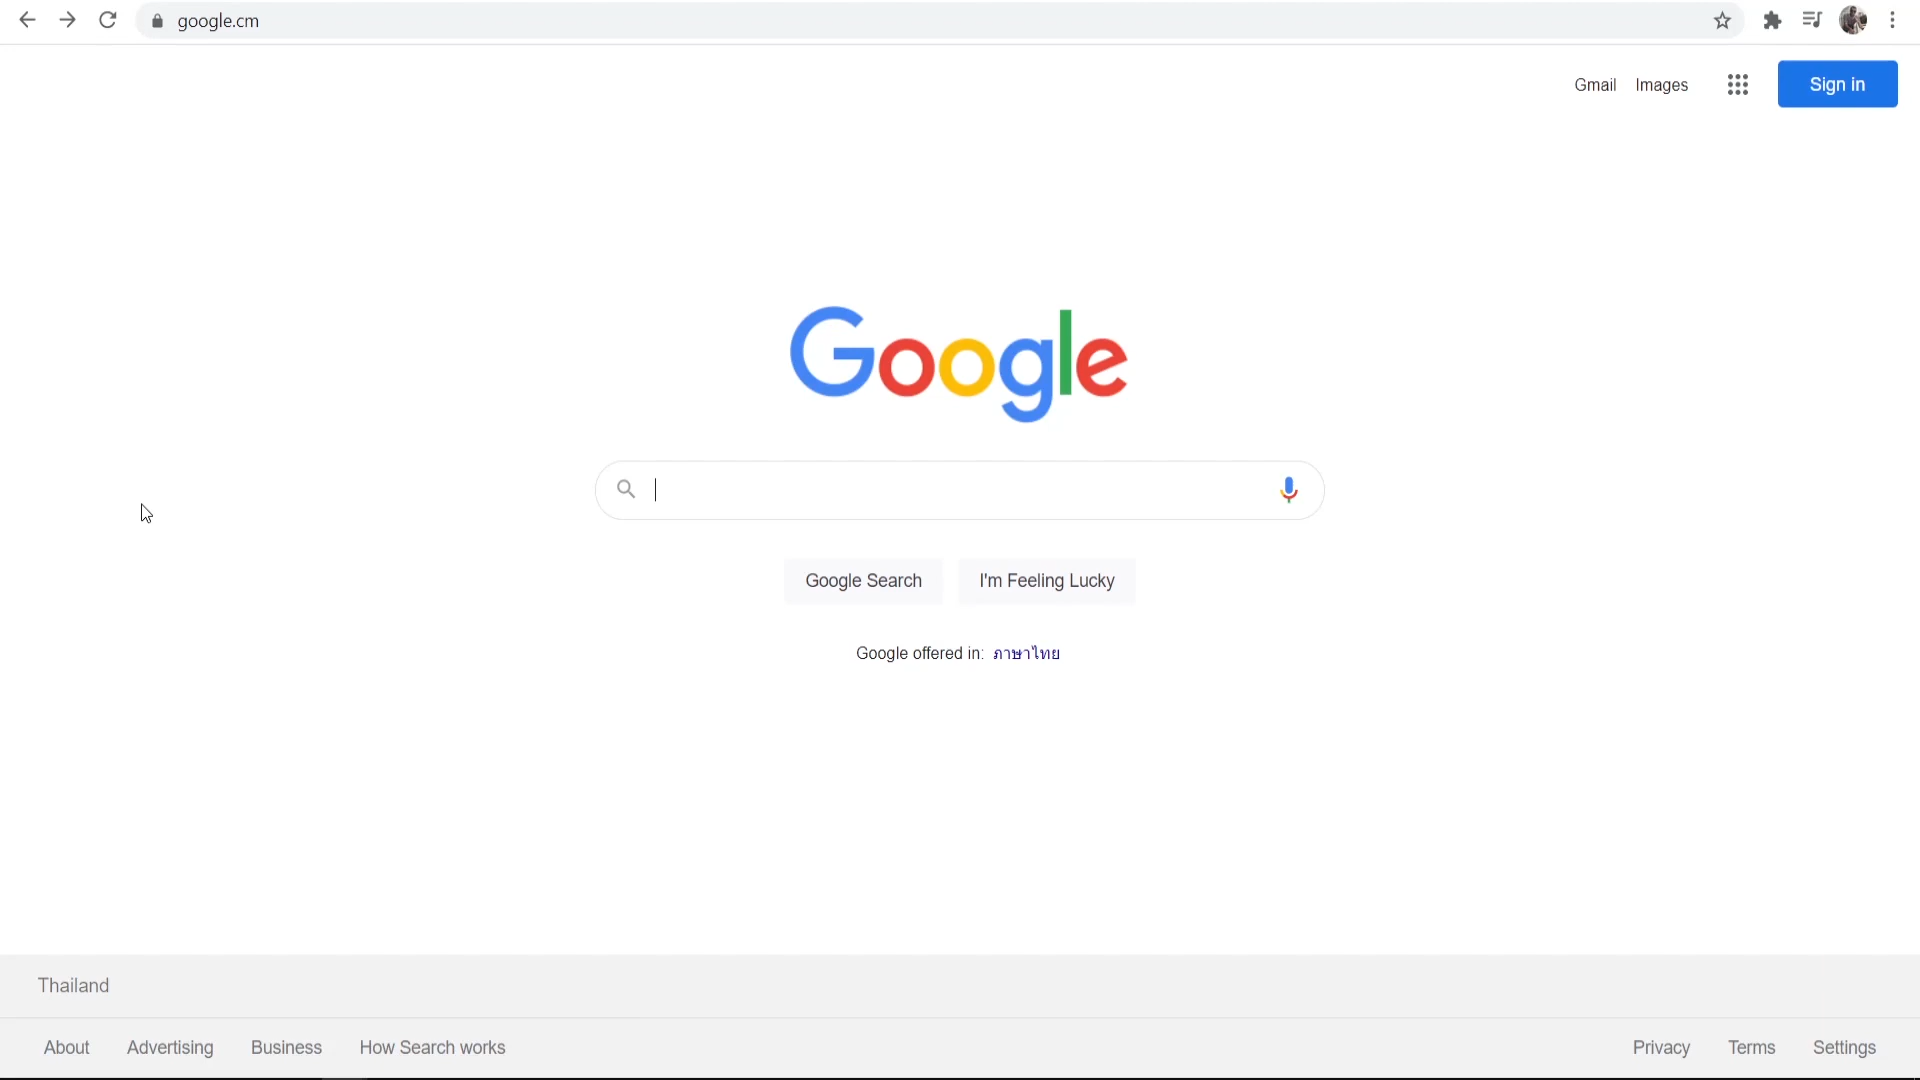 google.cm
Gmail Images Sign in
Google
Google Search I'm Feeling Lucky
Google offered in: ภาษาไทย
Thailand
About Advertising Business How Search works Privacy Terms Settings